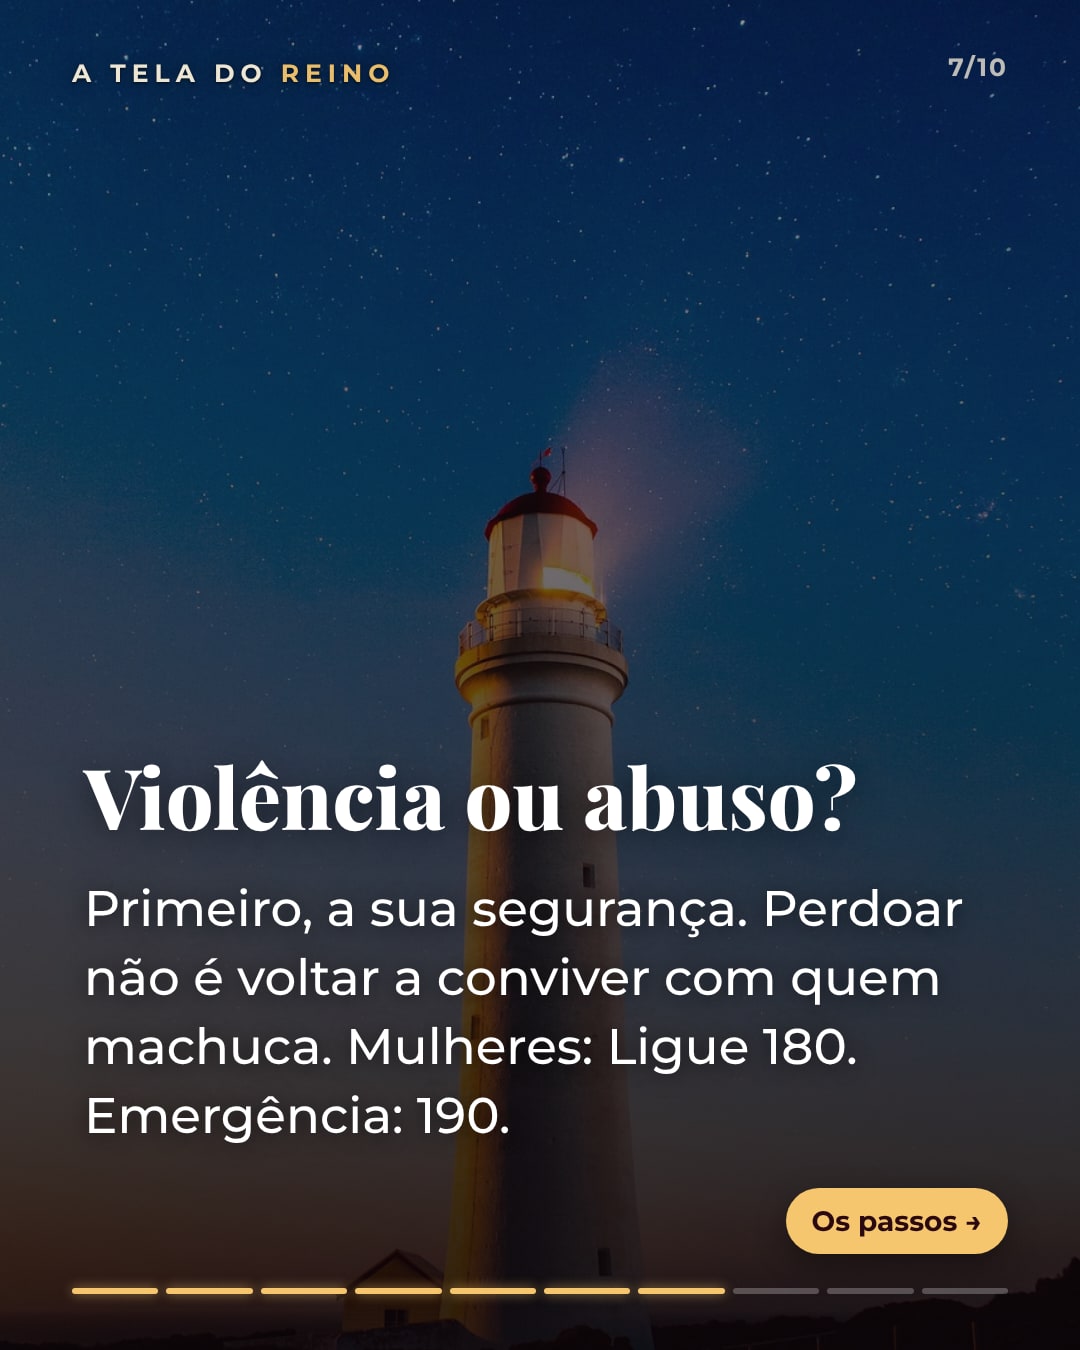 A TELA DO REINO
7/10
Violência ou abuso?
Primeiro, a sua segurança. Perdoar
não é voltar a conviver com quem
machuca. Mulheres: Ligue 180.
Emergência: 190.
Os passos →